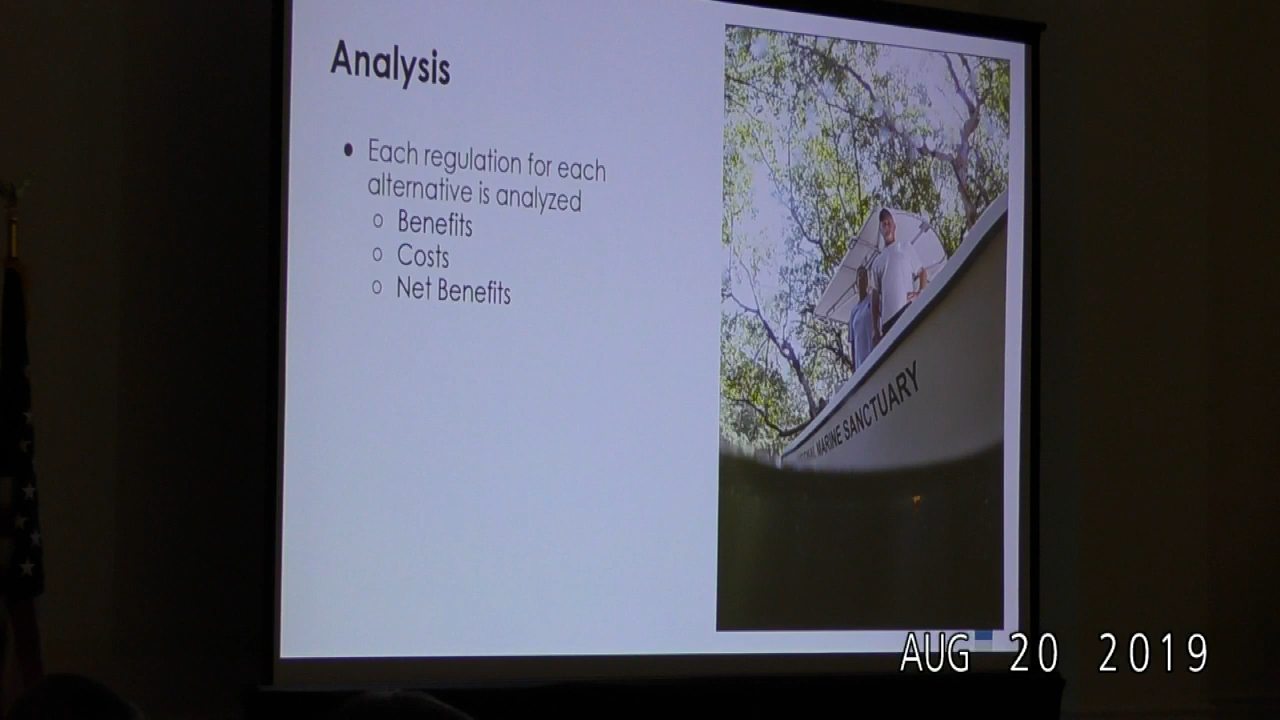 Analysis
Each regulation for each
alternative is analyzed
Benefits
Costs
Net Benefits
MARINE SANCTUARY
AUG 20 2019